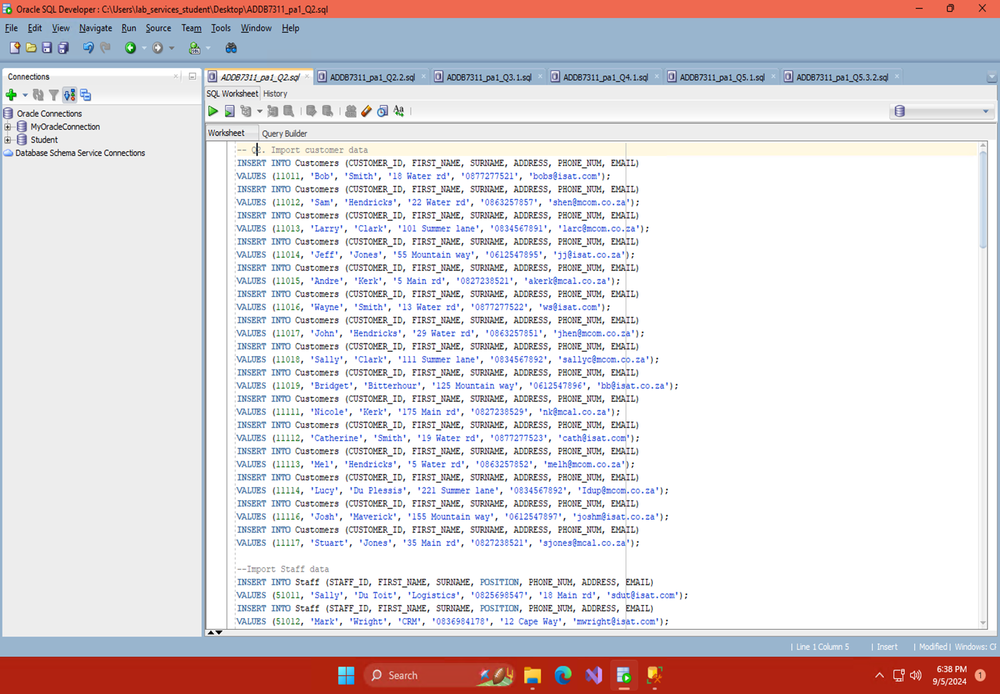 Oracle SQL Developer : C:\Users\lab_services_student\Desktop\ADDB7311_pa1_Q2.sql
File Edit View Navigate Run Source Team Tools Window Help
Connections
ADDB7311_pa1_Q2.sql ADDB7311_pa1_Q2.2.sql ADDB7311_pa1_Q3.1.sql ADDB7311_pa1_Q4.1.sql ADDB7311_pa1_Q5.1.sql ADDB7311_pa1_Q5.3.2.sql
SQL Worksheet History
Oracle Connections
MyOracleConnection
Student
Database Schema Service Connections
Worksheet Query Builder
-- Q2. Import customer data
INSERT INTO Customers (CUSTOMER_ID, FIRST_NAME, SURNAME, ADDRESS, PHONE_NUM, EMAIL)
VALUES (11011, 'Bob', 'Smith', '18 Water rd', '0877277521', 'bobs@isat.com');
INSERT INTO Customers (CUSTOMER_ID, FIRST_NAME, SURNAME, ADDRESS, PHONE_NUM, EMAIL)
VALUES (11012, 'Sam', 'Hendricks', '22 Water rd', '0863257857', 'shen@mcom.co.za');
INSERT INTO Customers (CUSTOMER_ID, FIRST_NAME, SURNAME, ADDRESS, PHONE_NUM, EMAIL)
VALUES (11013, 'Larry', 'Clark', '101 Summer lane', '0834567891', 'larc@mcom.co.za');
INSERT INTO Customers (CUSTOMER_ID, FIRST_NAME, SURNAME, ADDRESS, PHONE_NUM, EMAIL)
VALUES (11014, 'Jeff', 'Jones', '55 Mountain way', '0612547895', 'jj@isat.co.za');
INSERT INTO Customers (CUSTOMER_ID, FIRST_NAME, SURNAME, ADDRESS, PHONE_NUM, EMAIL)
VALUES (11015, 'Andre', 'Kerk', '5 Main rd', '0827238521', 'akerk@mcal.co.za');
INSERT INTO Customers (CUSTOMER_ID, FIRST_NAME, SURNAME, ADDRESS, PHONE_NUM, EMAIL)
VALUES (11016, 'Wayne', 'Smith', '13 Water rd', '0877277522', 'ws@isat.com');
INSERT INTO Customers (CUSTOMER_ID, FIRST_NAME, SURNAME, ADDRESS, PHONE_NUM, EMAIL)
VALUES (11017, 'John', 'Hendricks', '29 Water rd', '0863257851', 'jhen@mcom.co.za');
INSERT INTO Customers (CUSTOMER_ID, FIRST_NAME, SURNAME, ADDRESS, PHONE_NUM, EMAIL)
VALUES (11018, 'Sally', 'Clark', '111 Summer lane', '0834567892', 'sallyc@mcom.co.za');
INSERT INTO Customers (CUSTOMER_ID, FIRST_NAME, SURNAME, ADDRESS, PHONE_NUM, EMAIL)
VALUES (11019, 'Bridget', 'Bitterhour', '125 Mountain way', '0612547896', 'bb@isat.co.za');
INSERT INTO Customers (CUSTOMER_ID, FIRST_NAME, SURNAME, ADDRESS, PHONE_NUM, EMAIL)
VALUES (11111, 'Nicole', 'Kerk', '175 Main rd', '0827238529', 'nk@mcal.co.za');
INSERT INTO Customers (CUSTOMER_ID, FIRST_NAME, SURNAME, ADDRESS, PHONE_NUM, EMAIL)
VALUES (11112, 'Catherine', 'Smith', '19 Water rd', '0877277523', 'cath@isat.com');
INSERT INTO Customers (CUSTOMER_ID, FIRST_NAME, SURNAME, ADDRESS, PHONE_NUM, EMAIL)
VALUES (11113, 'Mel', 'Hendricks', '5 Water rd', '0863257852', 'melh@mcom.co.za');
INSERT INTO Customers (CUSTOMER_ID, FIRST_NAME, SURNAME, ADDRESS, PHONE_NUM, EMAIL)
VALUES (11114, 'Lucy', 'Du Plessis', '221 Summer lane', '0834567892', 'Idup@mcom.co.za');
INSERT INTO Customers (CUSTOMER_ID, FIRST_NAME, SURNAME, ADDRESS, PHONE_NUM, EMAIL)
VALUES (11116, 'Josh', 'Maverick', '155 Mountain way', '0612547897', 'joshm@isat.co.za');
INSERT INTO Customers (CUSTOMER_ID, FIRST_NAME, SURNAME, ADDRESS, PHONE_NUM, EMAIL)
VALUES (11117, 'Stuart', 'Jones', '35 Main rd', '0827238521', 'sjones@mcal.co.za');
--Import Staff data
INSERT INTO Staff (STAFF_ID, FIRST_NAME, SURNAME, POSITION, PHONE_NUM, ADDRESS, EMAIL)
VALUES (51011, 'Sally', 'Du Toit', 'Logistics', '0825698547', '18 Main rd', 'sdut@isat.com');
INSERT INTO Staff (STAFF_ID, FIRST_NAME, SURNAME, POSITION, PHONE_NUM, ADDRESS, EMAIL)
VALUES (51012, 'Mark', 'Wright', 'CRM', '0836984178', '12 Cape Way', 'mwright@isat.com');
| Line 1 Column 5 | Insert | Modified | Windows: CF
Search
6:38 PM
9/5/2024
1